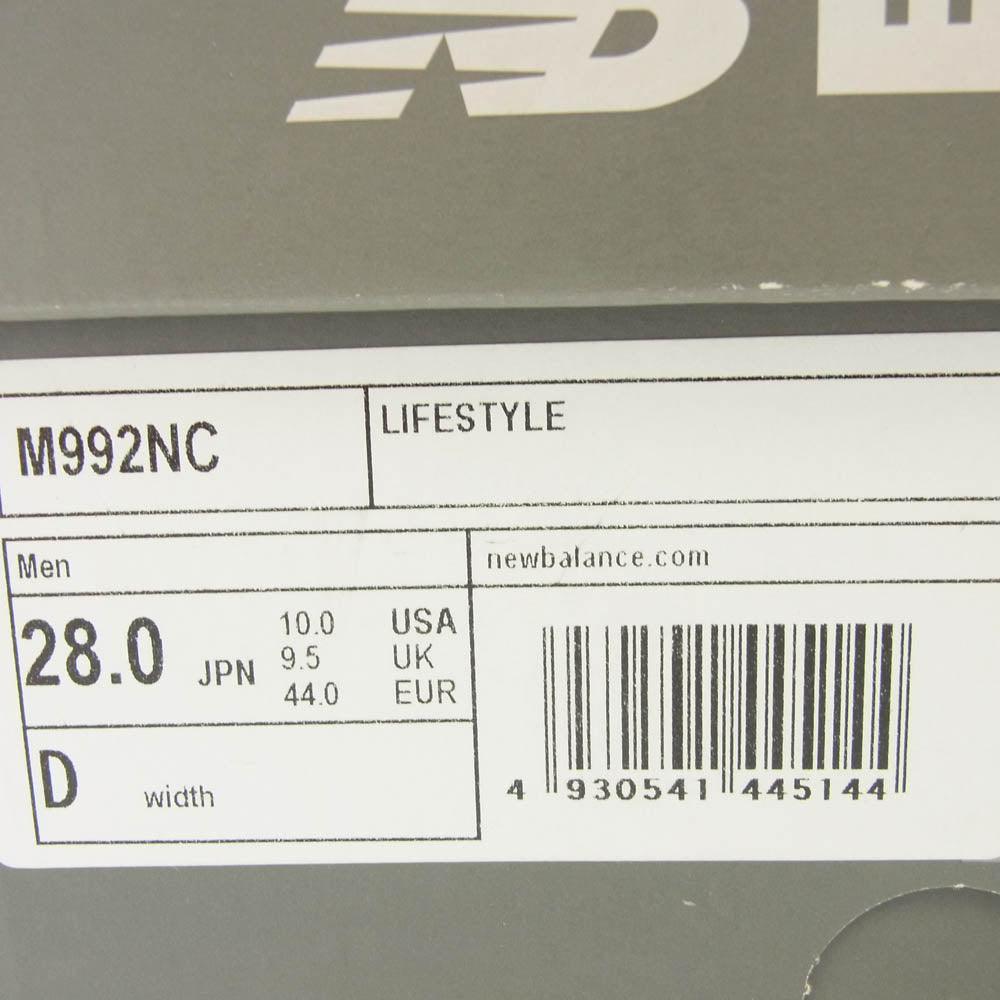 M992NC
LIFESTYLE
Men
newbalance.com
28.0 JPN
10.0 USA
9.5 UK
44.0 EUR
D width
4 930541 445144